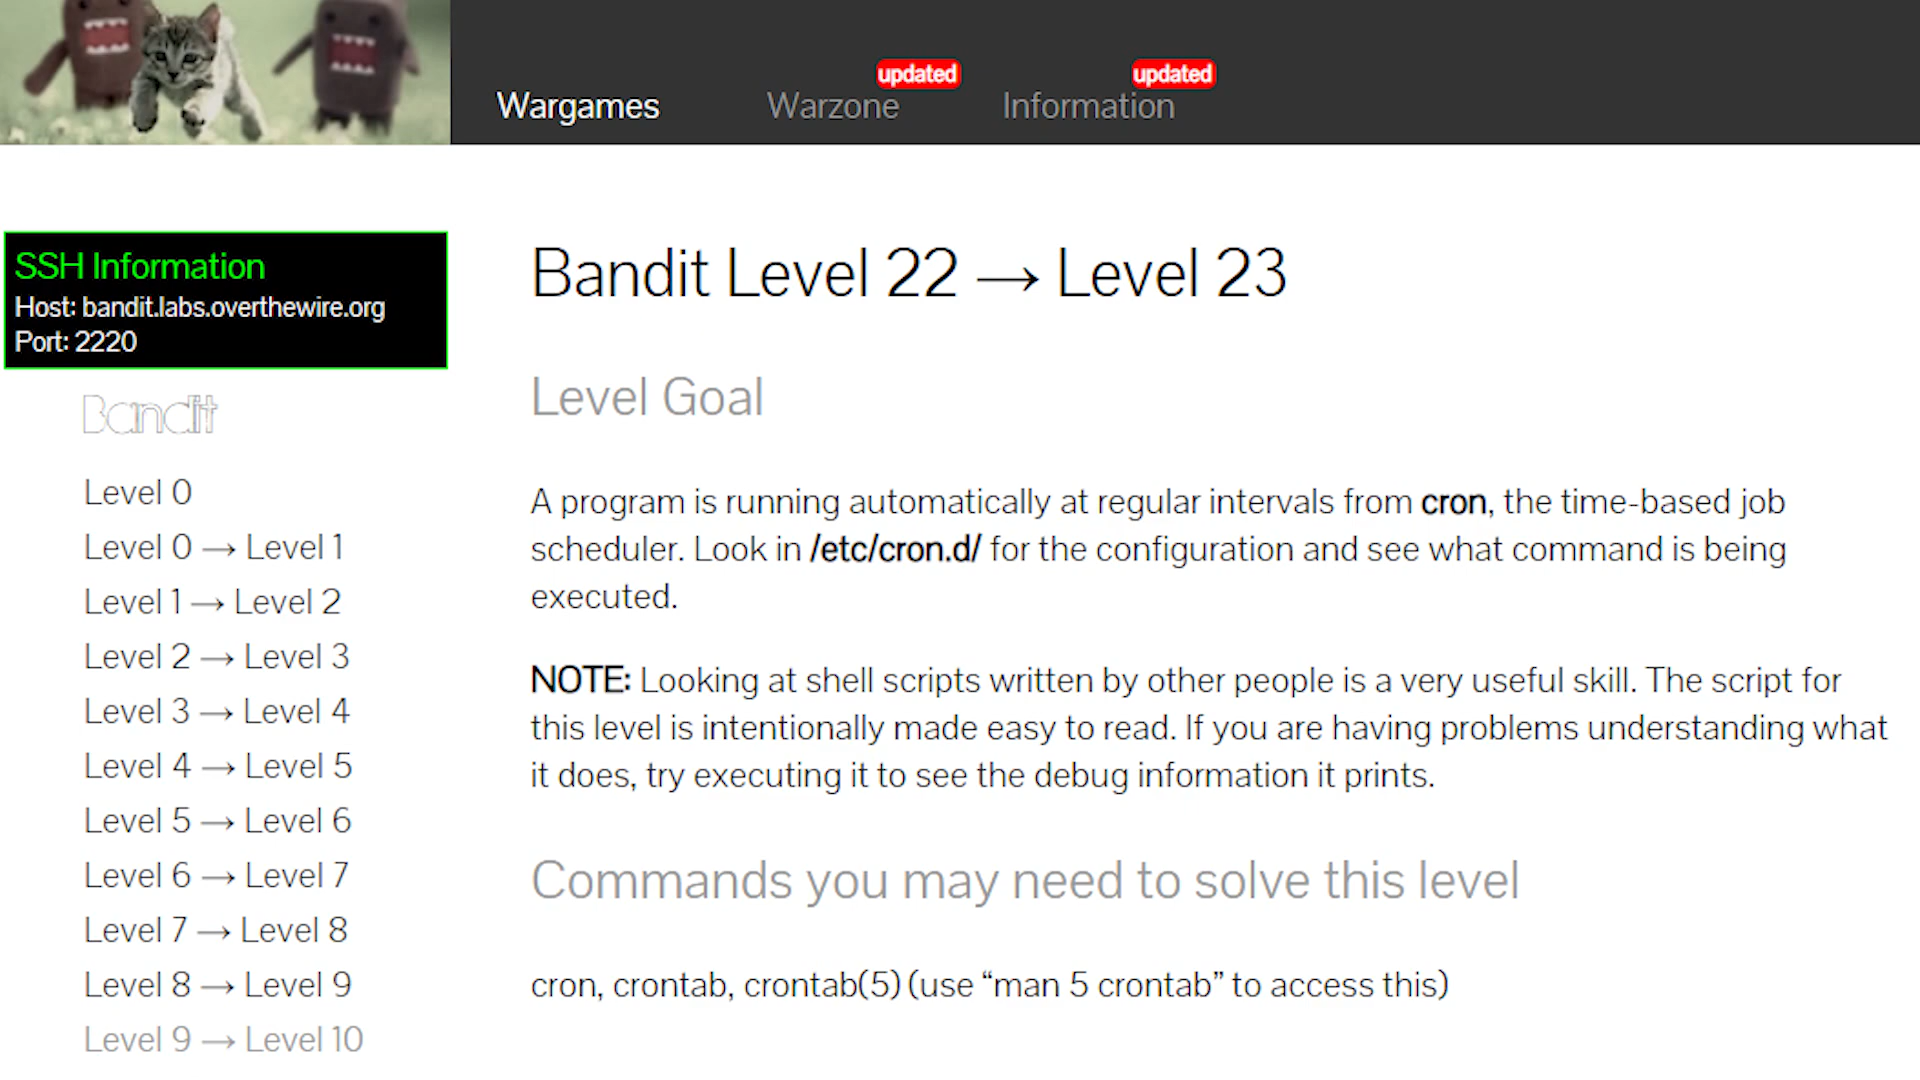 Wargames
Warzone
updated
Information
updated
SSH Information
Host: bandit.labs.overthewire.org
Port: 2220
Bandit
Level 0
Level 0 → Level 1
Level 1 → Level 2
Level 2 → Level 3
Level 3 → Level 4
Level 4 → Level 5
Level 5 → Level 6
Level 6 → Level 7
Level 7 → Level 8
Level 8 → Level 9
Level 9 → Level 10
Bandit Level 22 → Level 23
Level Goal
A program is running automatically at regular intervals from cron, the time-based job
scheduler. Look in /etc/cron.d/ for the configuration and see what command is being
executed.
NOTE: Looking at shell scripts written by other people is a very useful skill. The script for
this level is intentionally made easy to read. If you are having problems understanding what
it does, try executing it to see the debug information it prints.
Commands you may need to solve this level
cron, crontab, crontab(5) (use “man 5 crontab” to access this)